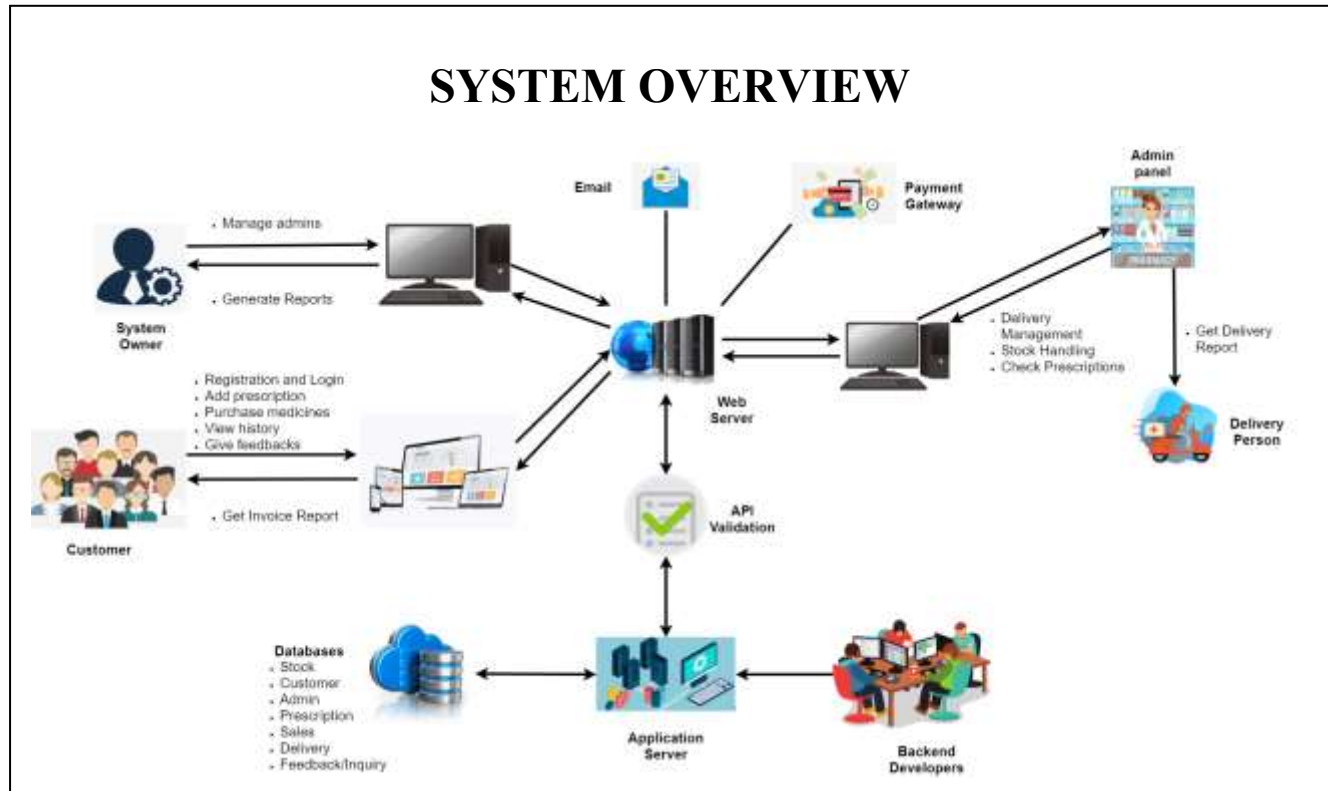 SYSTEM OVERVIEW
Email
Payment
Gateway
Admin
panel
PHARMACY
. Manage admins
. Generate Reports
System
Owner
. Delivery
Management
. Stock Handling
. Check Prescriptions
. Get Delivery
Report
. Registration and Login
. Add prescription
. Purchase medicines
. View history
. Give feedbacks
Web
Server
Delivery
Person
. Get Invoice Report
Customer
API
Validation
Databases
. Stock
. Customer
. Admin
. Prescription
. Sales
. Delivery
. Feedback/Inquiry
Application
Server
Backend
Developers